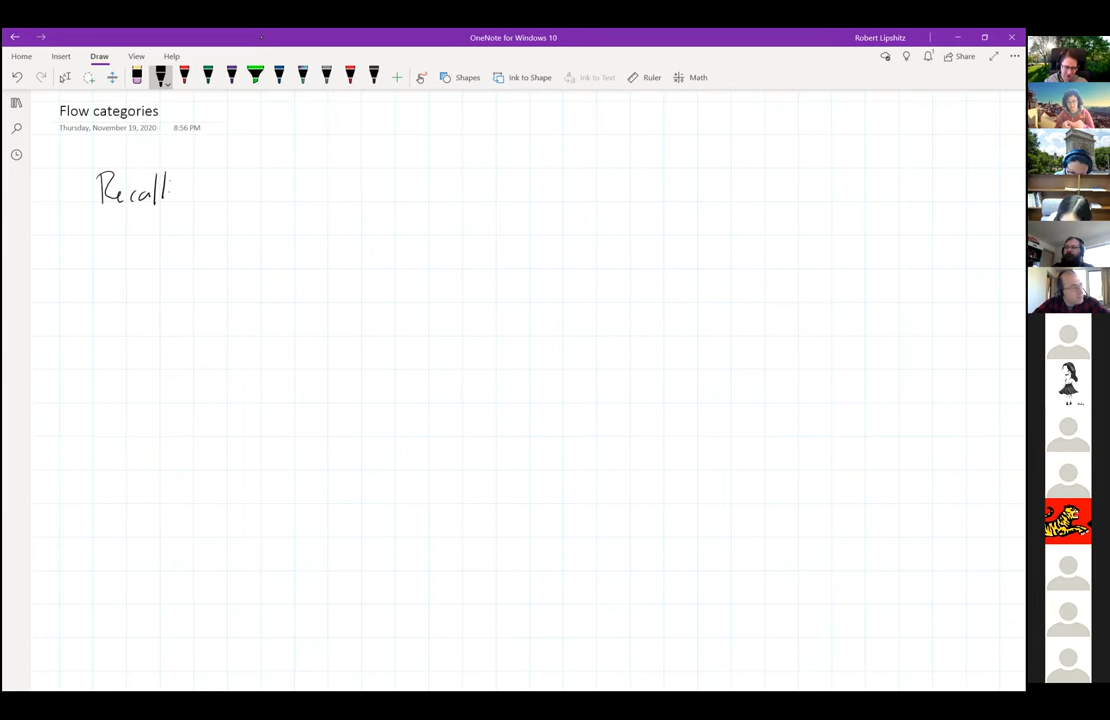 OneNote for Windows 10
Robert Lipshitz
Home Insert Draw View Help
Share
Shapes Ink to Shape Ink to Text Ruler Math
Flow categories
Thursday, November 19, 2020 8:56 PM
Recall: